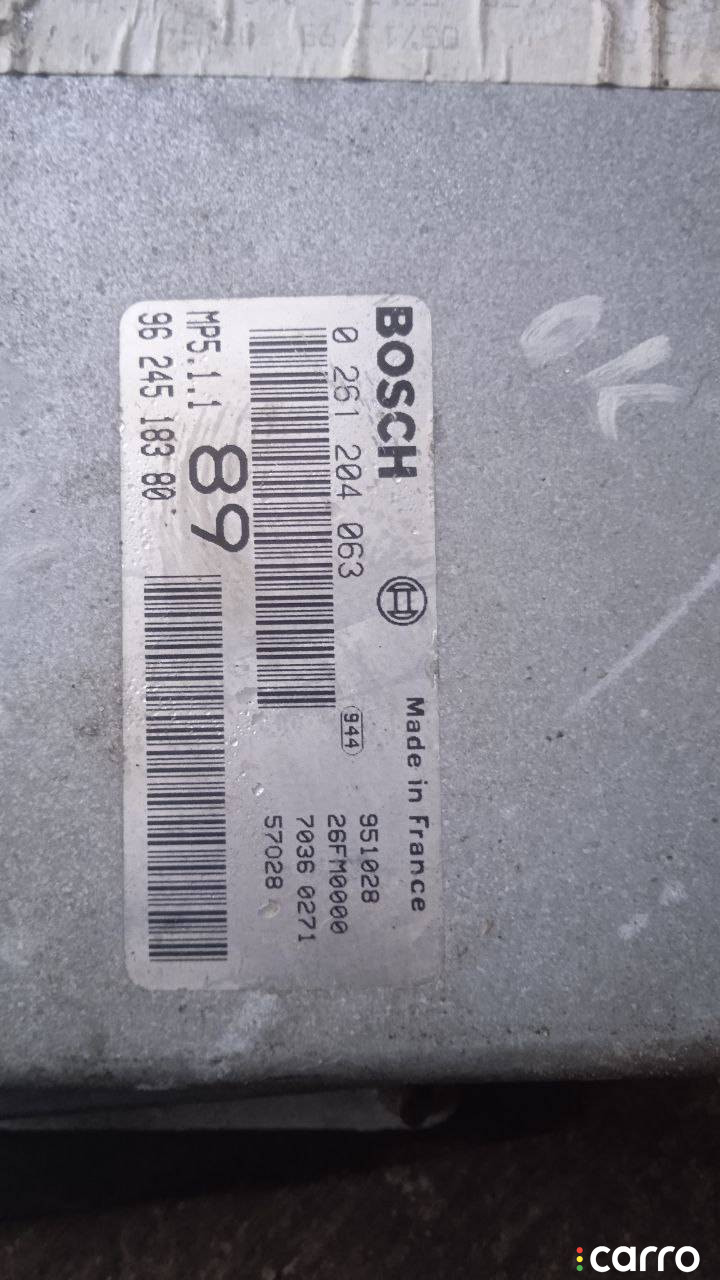 BOSCH
Made in France
0 261 204 063
944
951028
26FM0000
7036 0271
57028
MP5.1.1
89
96 245 183 80
OK
carro